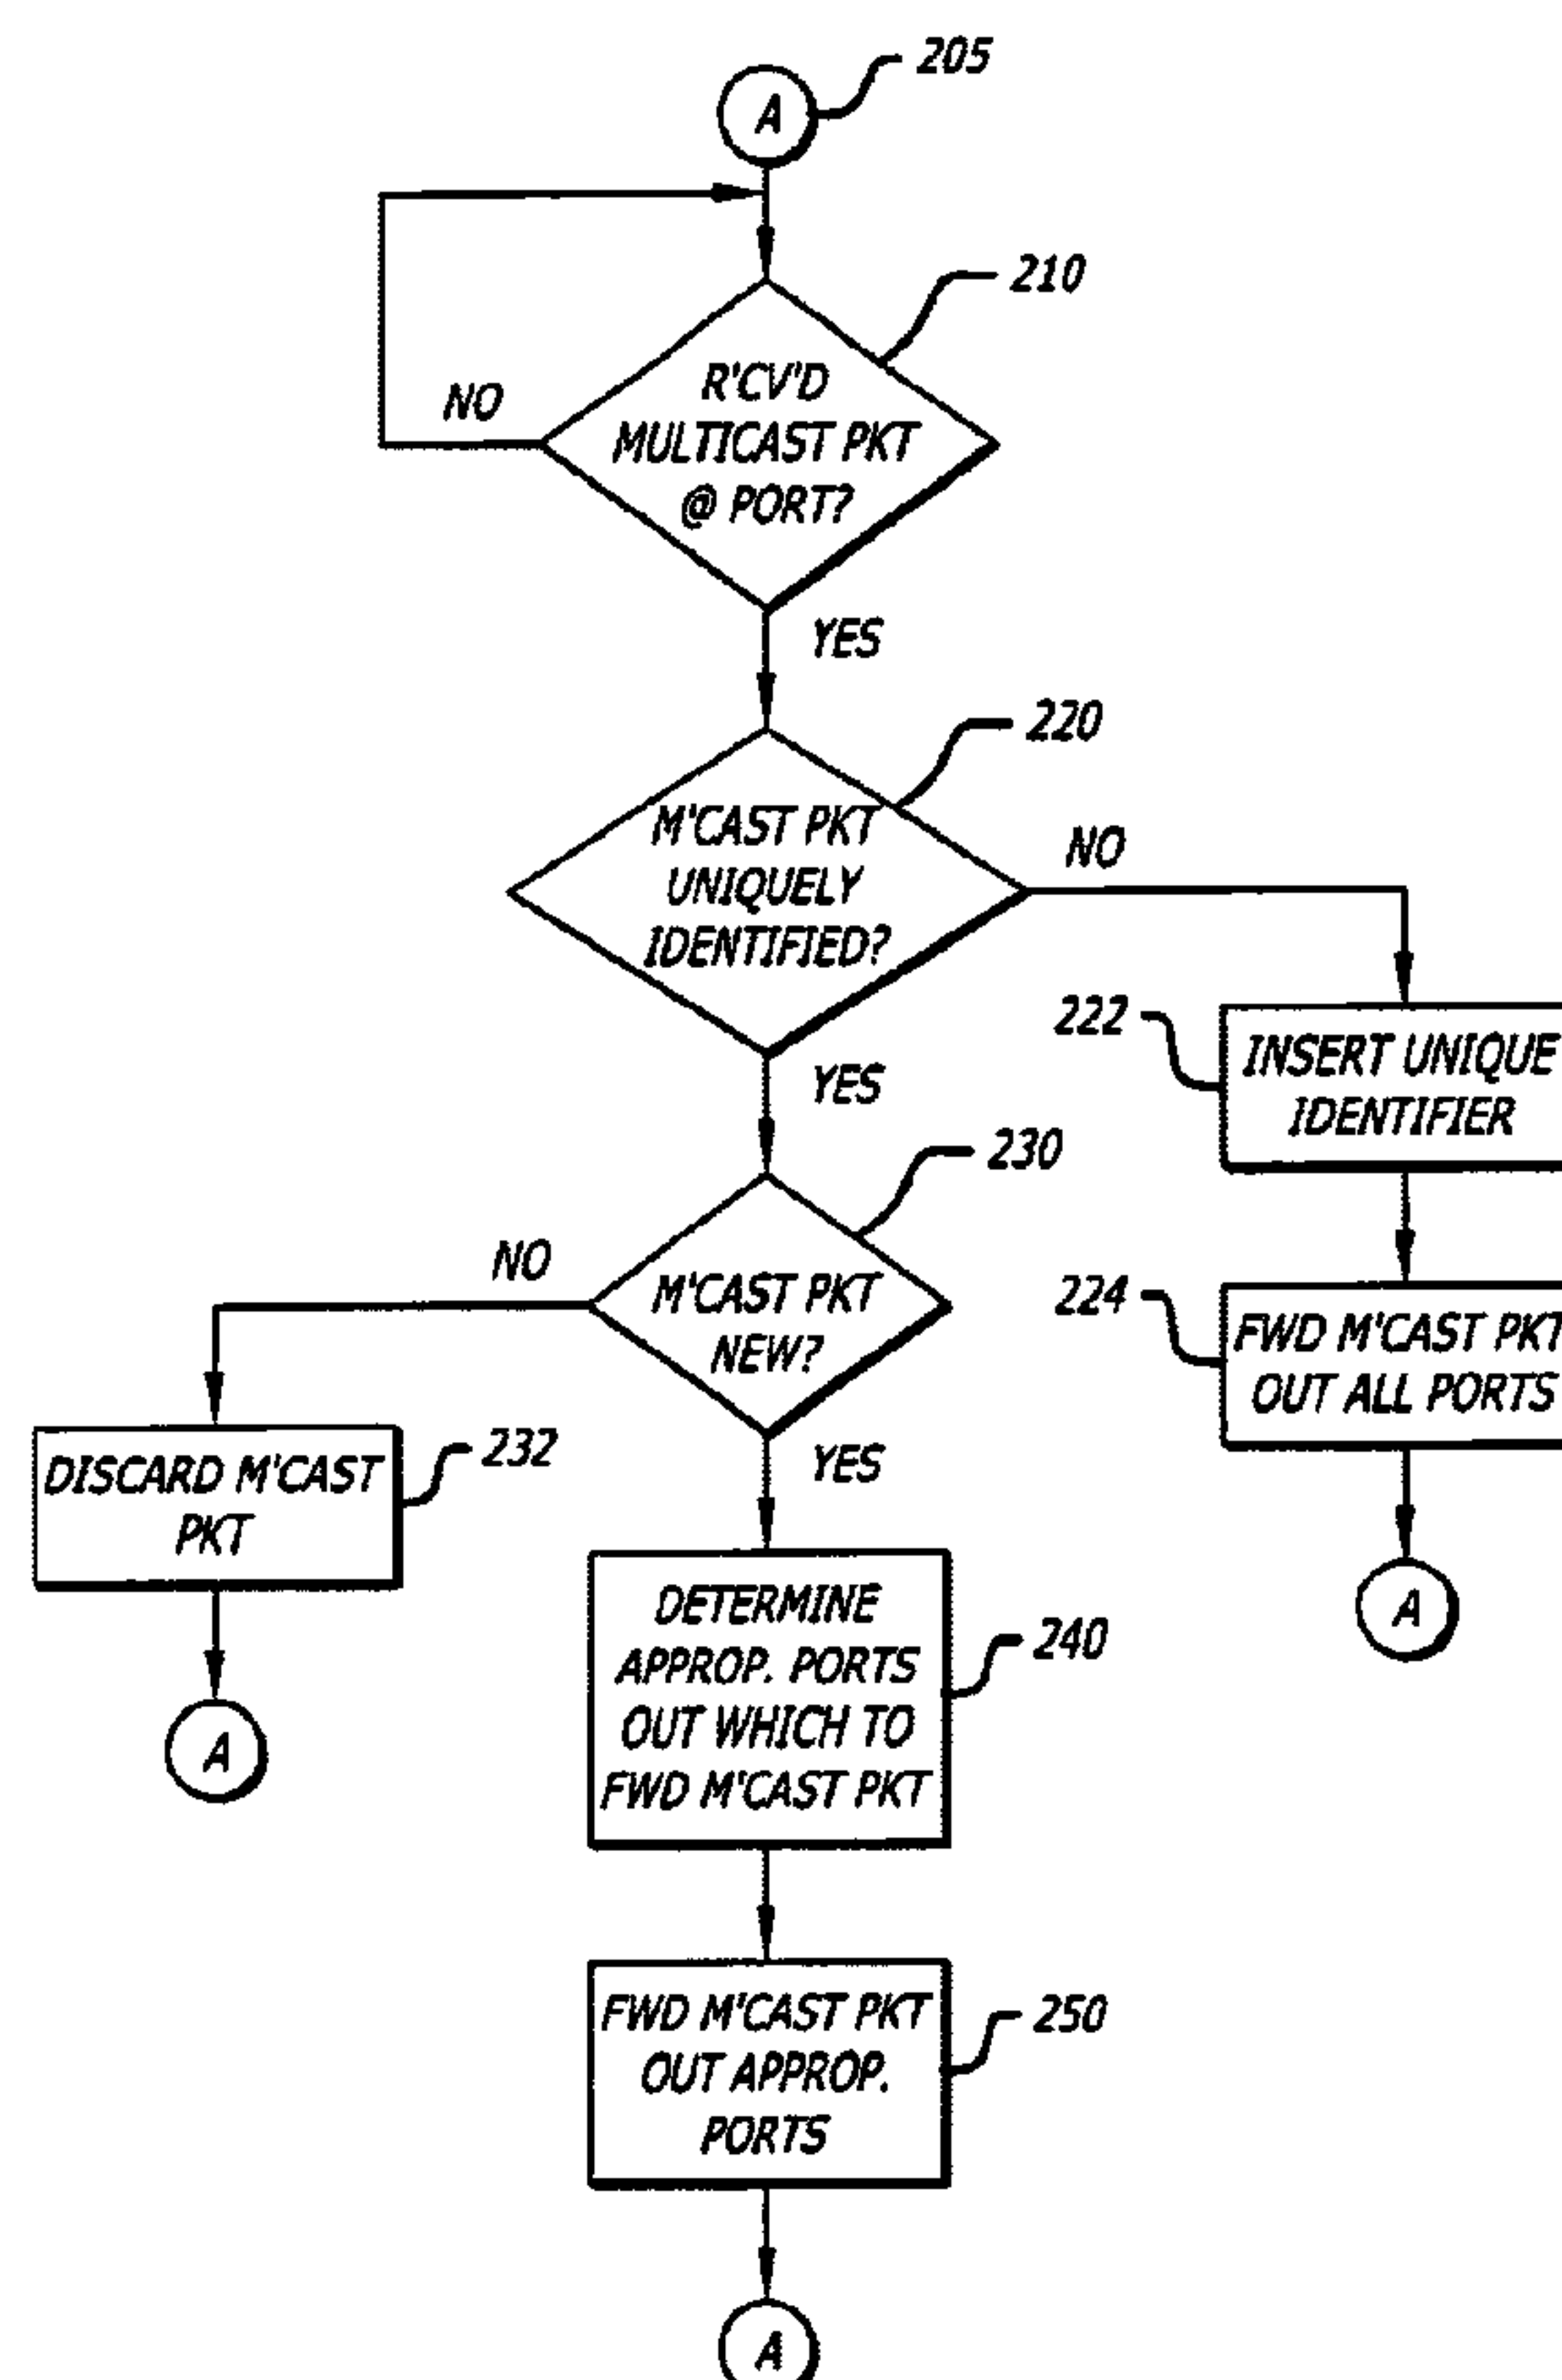 205
A
210
R'CV'D
MULTICAST PKT
@ PORT?
NO
YES
220
M'CAST PKT
UNIQUELY
IDENTIFIED?
NO
YES
222
INSERT UNIQUE
IDENTIFIER
230
M'CAST PKT
NEW?
NO
YES
224
FWD M'CAST PKT
OUT ALL PORTS
A
232
DISCARD M'CAST
PKT
A
240
DETERMINE
APPROP. PORTS
OUT WHICH TO
FWD M'CAST PKT
250
FWD M'CAST PKT
OUT APPROP.
PORTS
A